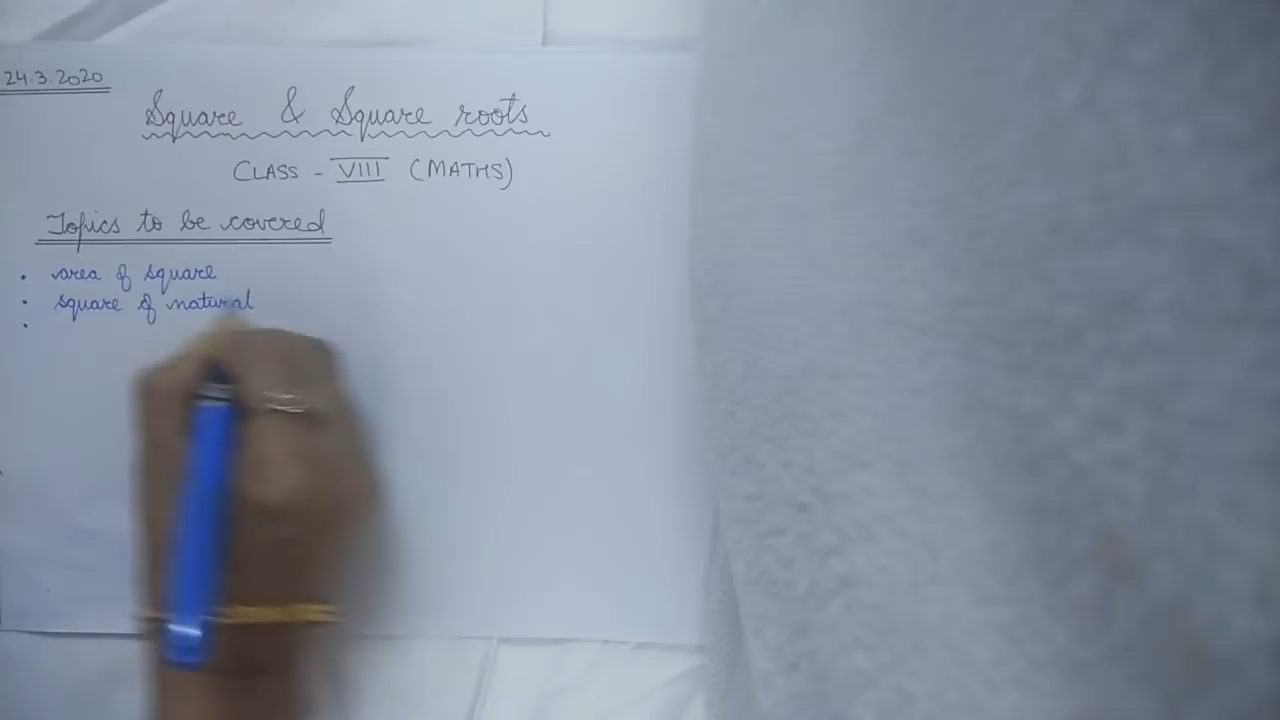 24.3.2020
Square & Square roots
CLASS - VIII (MATHS)
Topics to be covered
. area of square
. square of natural
.